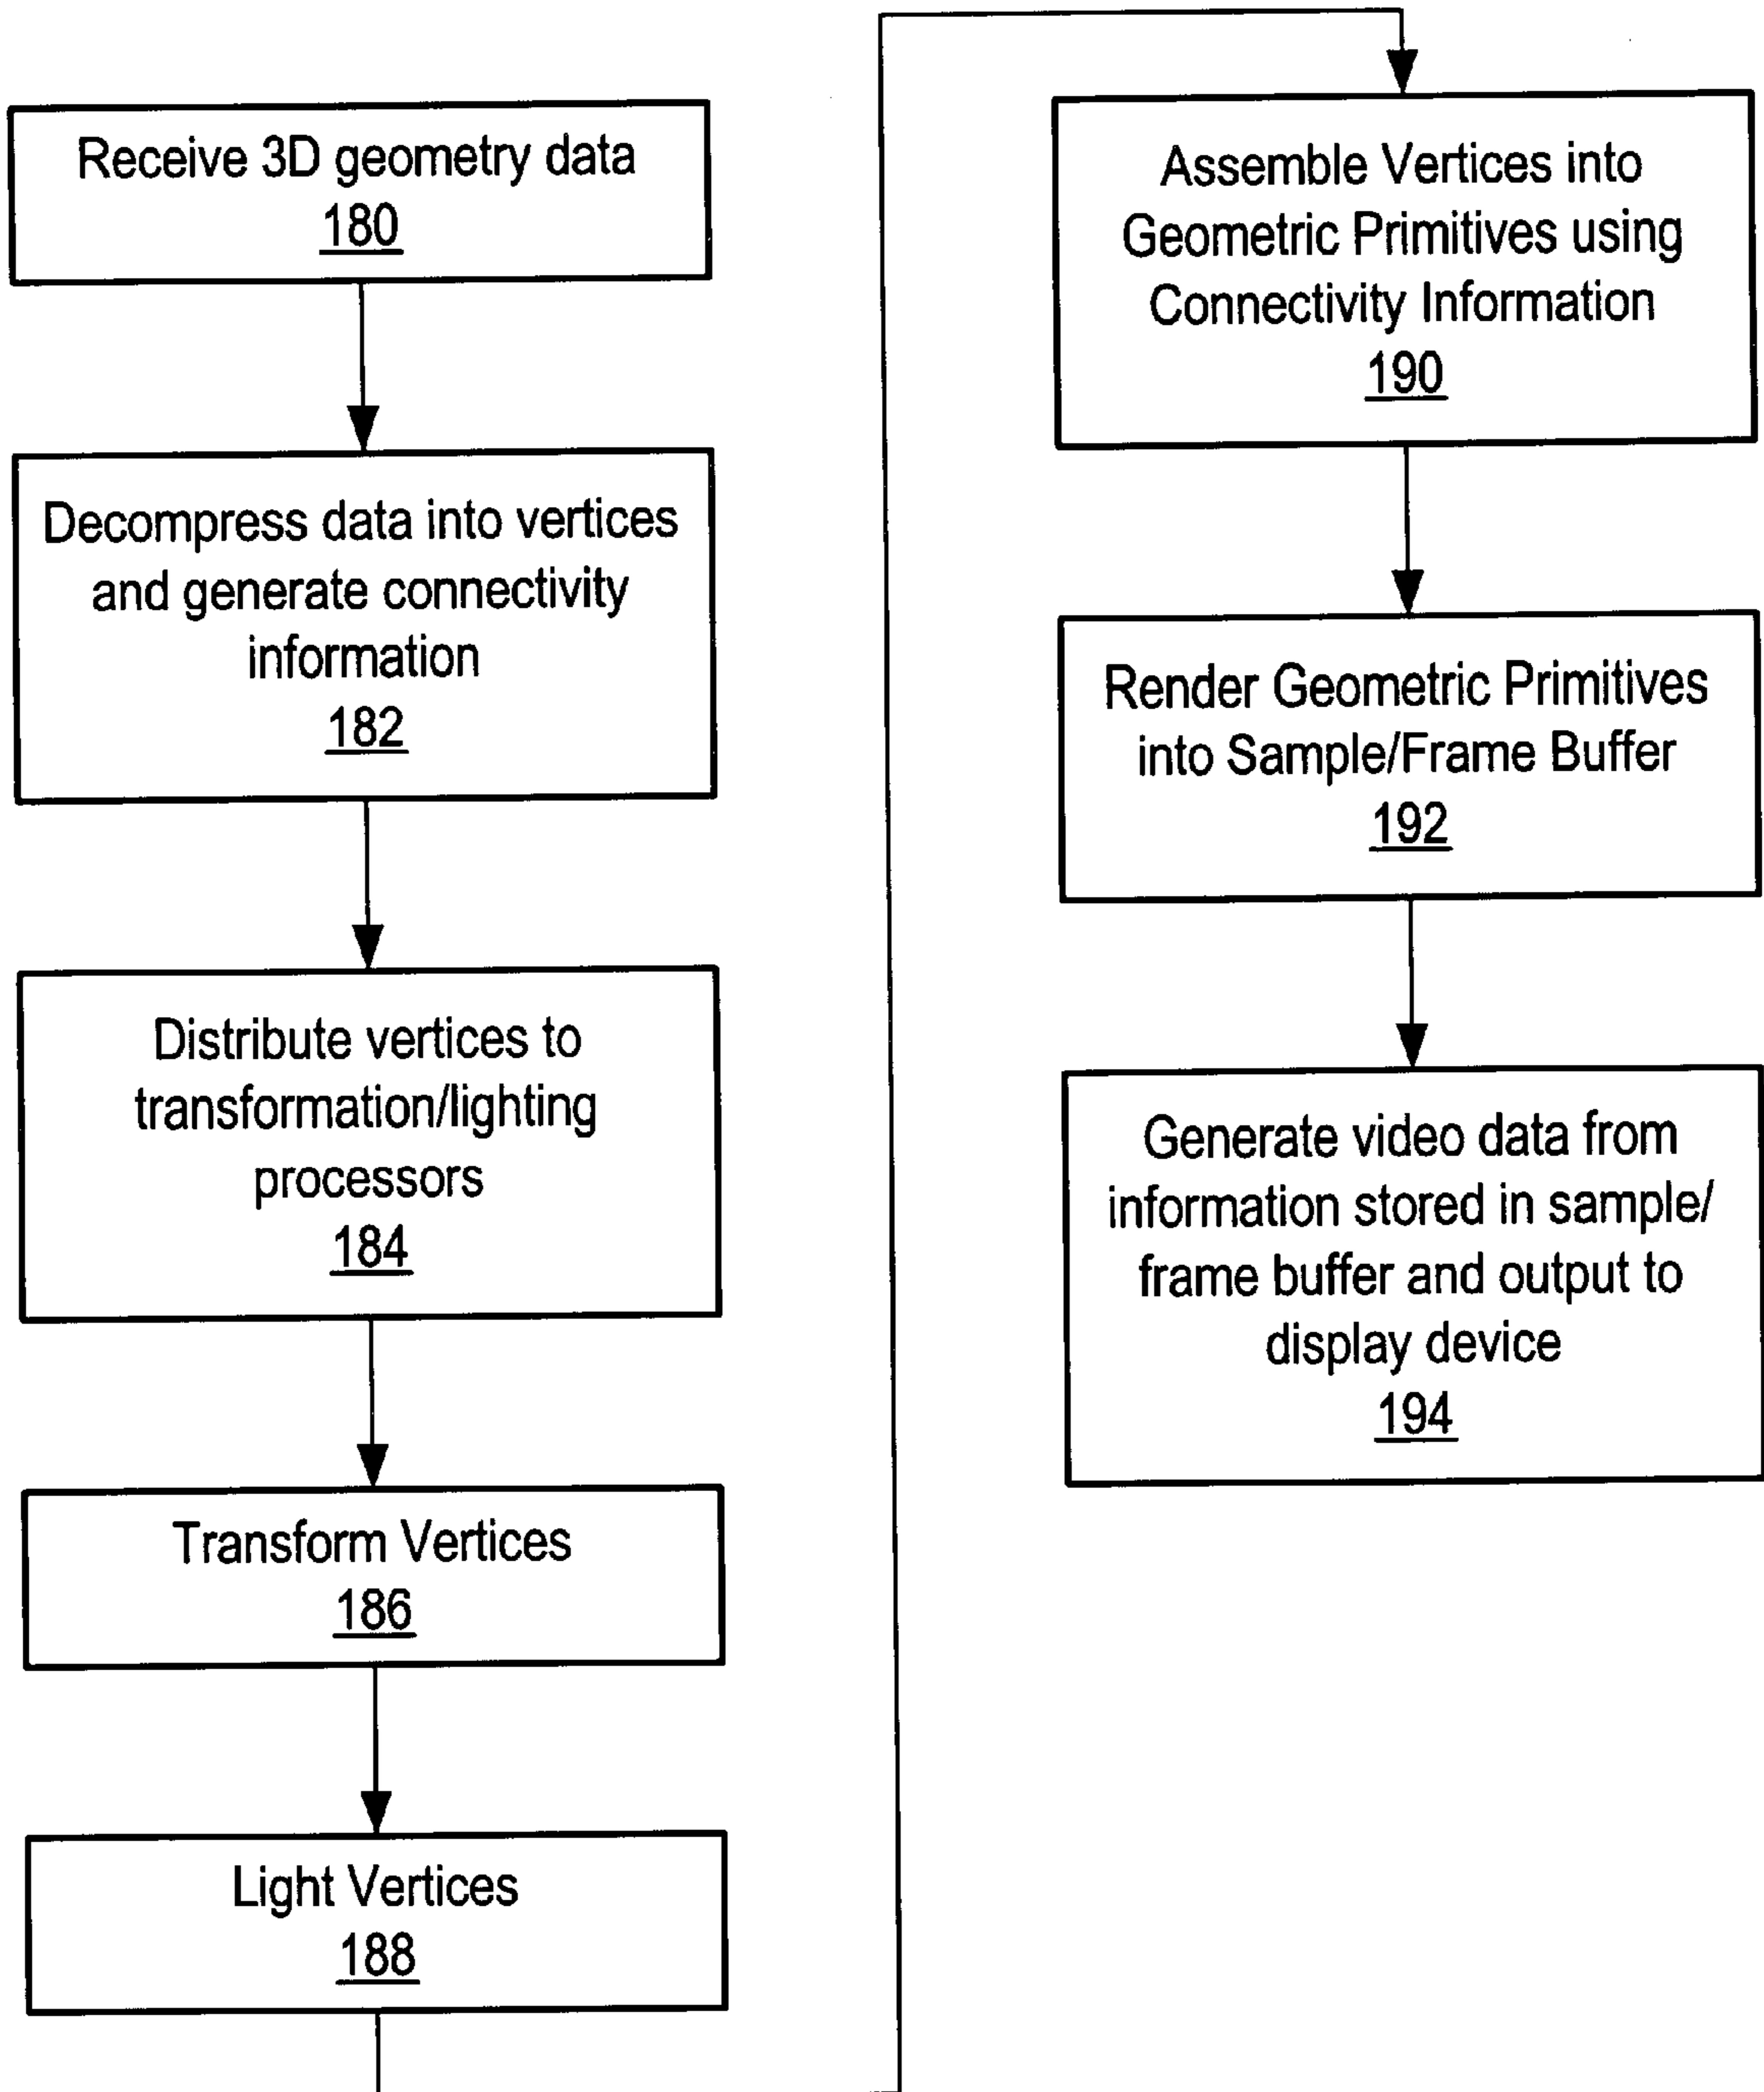 Receive 3D geometry data
180
Decompress data into vertices
and generate connectivity
information
182
Distribute vertices to
transformation/lighting
processors
184
Transform Vertices
186
Light Vertices
188
Assemble Vertices into
Geometric Primitives using
Connectivity Information
190
Render Geometric Primitives
into Sample/Frame Buffer
192
Generate video data from
information stored in sample/
frame buffer and output to
display device
194